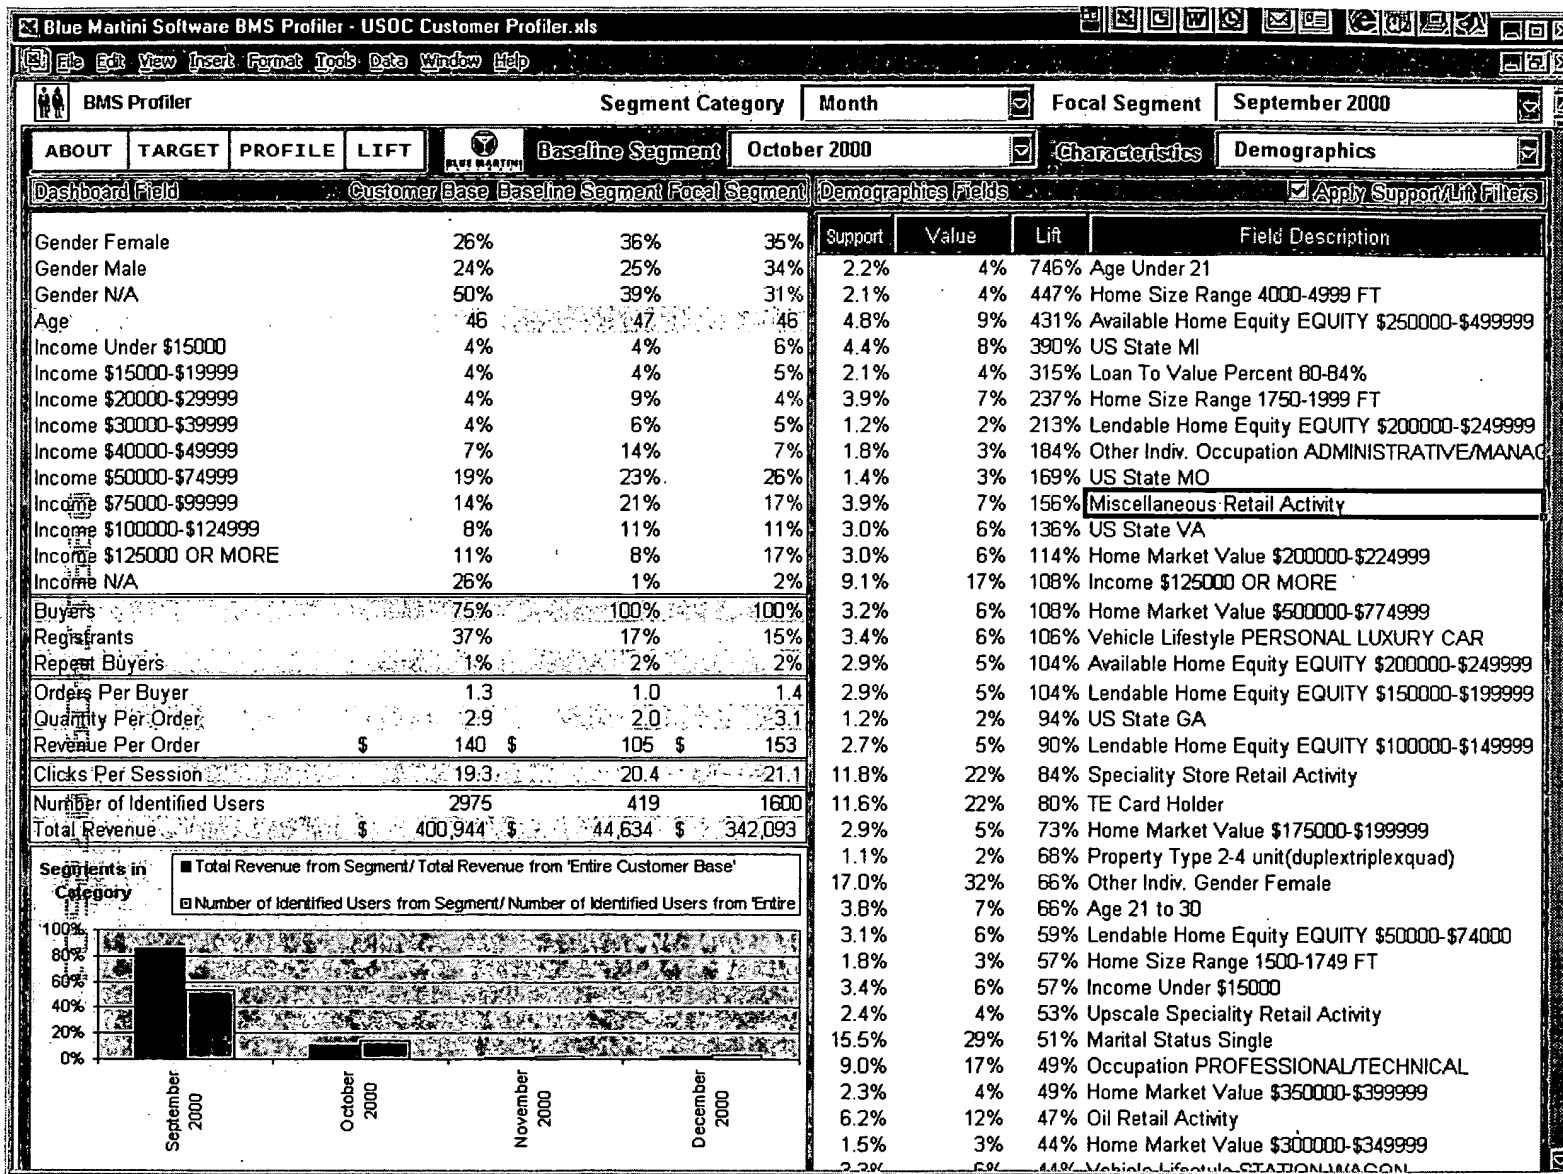 Blue Martini Software BMS Profiler - USOC Customer Profiler.xls
File Edit View Insert Format Tools Data Window Help
BMS Profiler Segment Category Month Focal Segment September 2000
ABOUT TARGET PROFILE LIFT BLUE MARTINI Baseline Segment October 2000 Characteristics Demographics
Dashboard Field Customer Base Baseline Segment Focal Segment
Gender Female 26% 36% 35%
Gender Male 24% 25% 34%
Gender N/A 50% 39% 31%
Age 46 47 46
Income Under $15000 4% 4% 6%
Income $15000-$19999 4% 4% 5%
Income $20000-$29999 4% 9% 4%
Income $30000-$39999 4% 6% 5%
Income $40000-$49999 7% 14% 7%
Income $50000-$74999 19% 23% 26%
Income $75000-$99999 14% 21% 17%
Income $100000-$124999 8% 11% 11%
Income $125000 OR MORE 11% 8% 17%
Income N/A 26% 1% 2%
Buyers 75% 100% 100%
Registrants 37% 17% 15%
Repeat Buyers 1% 2% 2%
Orders Per Buyer 1.3 1.0 1.4
Quantity Per Order 2.9 2.0 3.1
Revenue Per Order $ 140 $ 105 $ 153
Clicks Per Session 19.3 20.4 21.1
Number of Identified Users 2975 419 1600
Total Revenue $ 400,944 $ 44,634 $ 342,093
Segments in Category
Total Revenue from Segment/ Total Revenue from 'Entire Customer Base'
Number of Identified Users from Segment/ Number of Identified Users from 'Entire
100%
80%
60%
40%
20%
0%
September 2000
October 2000
November 2000
December 2000
Demographics Fields Apply Support/Lift Filters
Support Value Lift Field Description
2.2% 4% 746% Age Under 21
2.1% 4% 447% Home Size Range 4000-4999 FT
4.8% 9% 431% Available Home Equity EQUITY $250000-$499999
4.4% 8% 390% US State MI
2.1% 4% 315% Loan To Value Percent 80-84%
3.9% 7% 237% Home Size Range 1750-1999 FT
1.2% 2% 213% Lendable Home Equity EQUITY $200000-$249999
1.8% 3% 184% Other Indiv. Occupation ADMINISTRATIVE/MANAG
1.4% 3% 169% US State MO
3.9% 7% 156% Miscellaneous Retail Activity
3.0% 6% 136% US State VA
3.0% 6% 114% Home Market Value $200000-$224999
9.1% 17% 108% Income $125000 OR MORE
3.2% 6% 108% Home Market Value $500000-$774999
3.4% 6% 106% Vehicle Lifestyle PERSONAL LUXURY CAR
2.9% 5% 104% Available Home Equity EQUITY $200000-$249999
2.9% 5% 104% Lendable Home Equity EQUITY $150000-$199999
1.2% 2% 94% US State GA
2.7% 5% 90% Lendable Home Equity EQUITY $100000-$149999
11.8% 22% 84% Speciality Store Retail Activity
11.6% 22% 80% TE Card Holder
2.9% 5% 73% Home Market Value $175000-$199999
1.1% 2% 68% Property Type 2-4 unit(duplextriplexquad)
17.0% 32% 66% Other Indiv. Gender Female
3.8% 7% 66% Age 21 to 30
3.1% 6% 59% Lendable Home Equity EQUITY $50000-$74000
1.8% 3% 57% Home Size Range 1500-1749 FT
3.4% 6% 57% Income Under $15000
2.4% 4% 53% Upscale Speciality Retail Activity
15.5% 29% 51% Marital Status Single
9.0% 17% 49% Occupation PROFESSIONAL/TECHNICAL
2.3% 4% 49% Home Market Value $350000-$399999
6.2% 12% 47% Oil Retail Activity
1.5% 3% 44% Home Market Value $300000-$349999
6% 44% Vehicle Lifestyle STATION WAGON